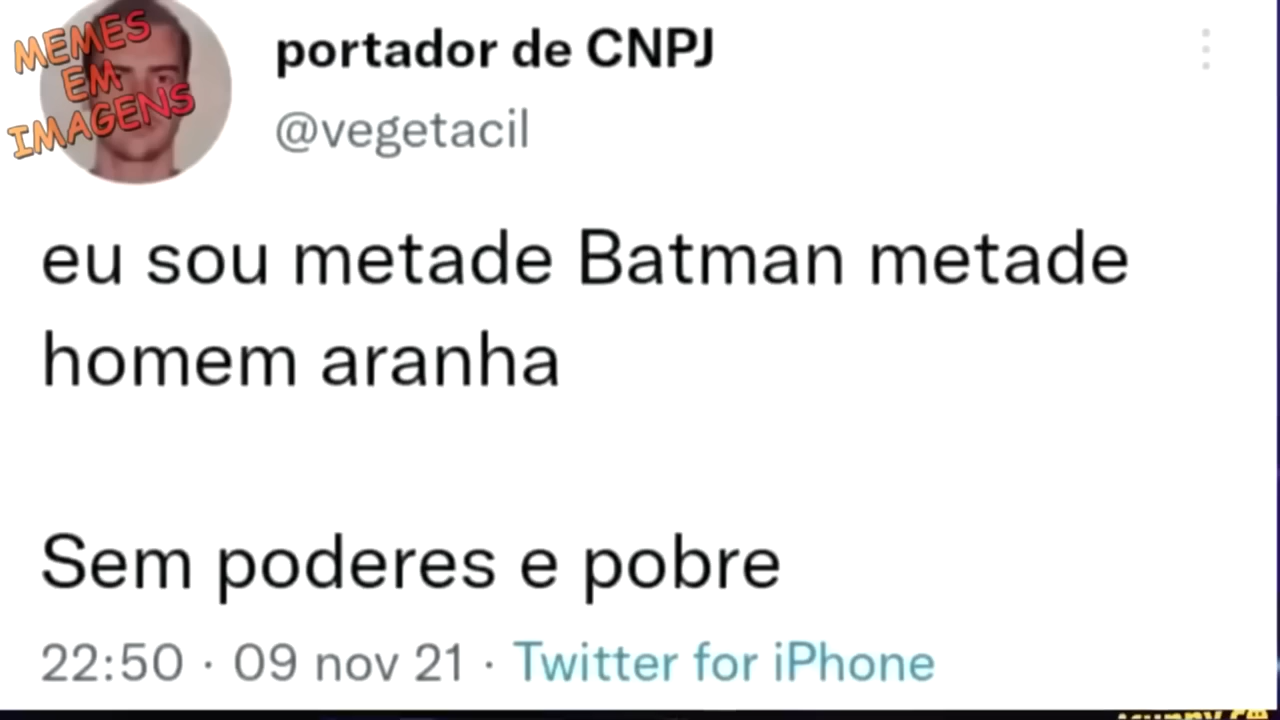 MEMES
EM
IMAGENS
portador de CNPJ
@vegetacil
eu sou metade Batman metade
homem aranha
Sem poderes e pobre
22:50 · 09 nov 21 · Twitter for iPhone